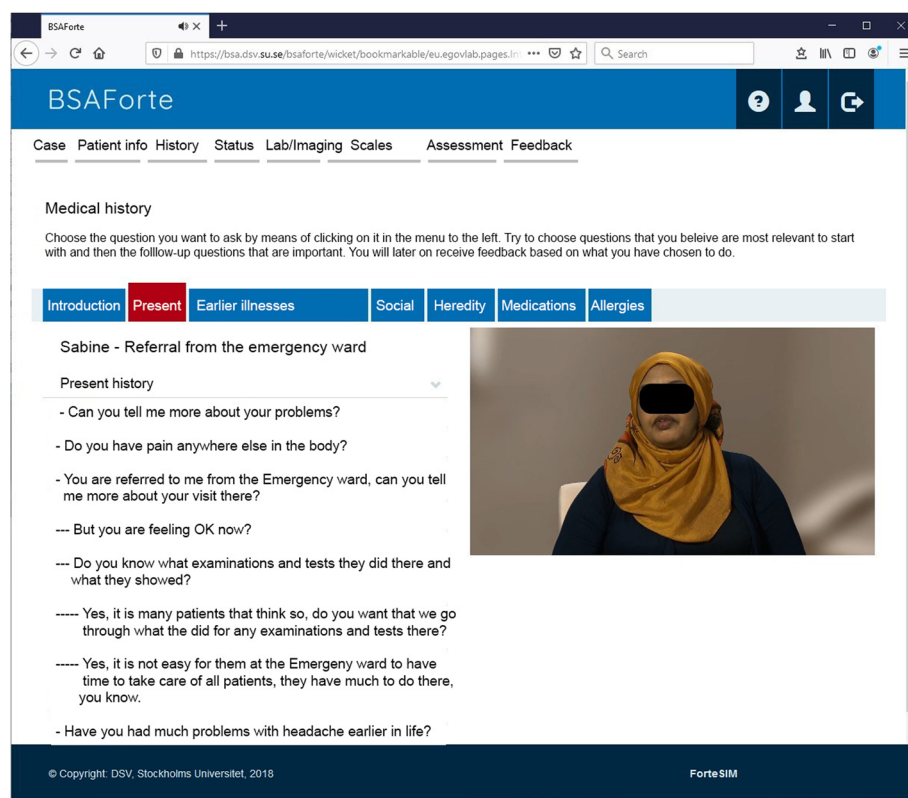 BSAForte
https://bsa.dsv.su.se/bsaforte/wicket/bookmarkable/eu.egovlab.pages.
Search
BSAForte
Case Patient info History Status Lab/Imaging Scales Assessment Feedback
Medical history
Choose the question you want to ask by means of clicking on it in the menu to the left. Try to choose questions that you beleive are most relevant to start
with and then the folllow-up questions that are important. You will later on receive feedback based on what you have chosen to do.
Introduction Present Earlier illnesses Social Heredity Medications Allergies
Sabine - Referral from the emergency ward
Present history
- Can you tell me more about your problems?
- Do you have pain anywhere else in the body?
- You are referred to me from the Emergency ward, can you tell
me more about your visit there?
--- But you are feeling OK now?
--- Do you know what examinations and tests they did there and
what they showed?
----- Yes, it is many patients that think so, do you want that we go
through what the did for any examinations and tests there?
----- Yes, it is not easy for them at the Emergeny ward to have
time to take care of all patients, they have much to do there,
you know.
- Have you had much problems with headache earlier in life?
© Copyright: DSV, Stockholms Universitet, 2018
ForteSIM